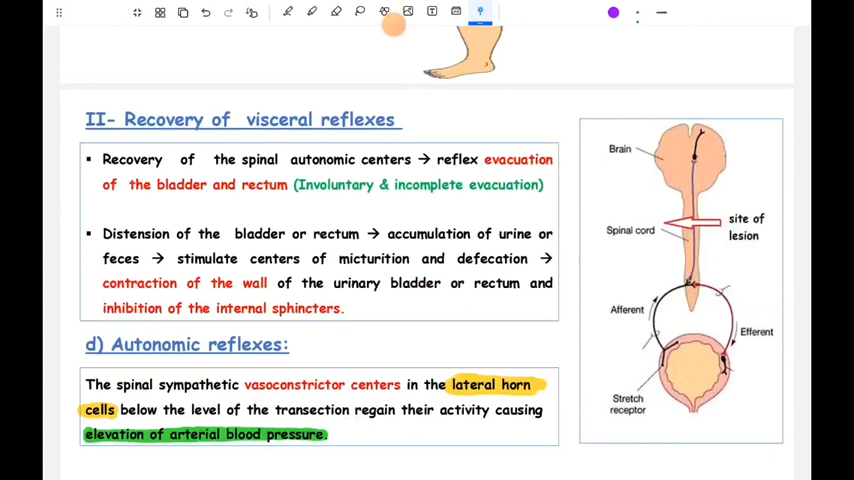 II- Recovery of visceral reflexes
▪ Recovery of the spinal autonomic centers → reflex evacuation
of the bladder and rectum (Involuntary & incomplete evacuation)
▪ Distension of the bladder or rectum → accumulation of urine or
feces → stimulate centers of micturition and defecation →
contraction of the wall of the urinary bladder or rectum and
inhibition of the internal sphincters.
d) Autonomic reflexes:
The spinal sympathetic vasoconstrictor centers in the lateral horn
cells below the level of the transection regain their activity causing
elevation of arterial blood pressure.
Brain
site of
lesion
Spinal cord
Afferent
Efferent
Stretch
receptor